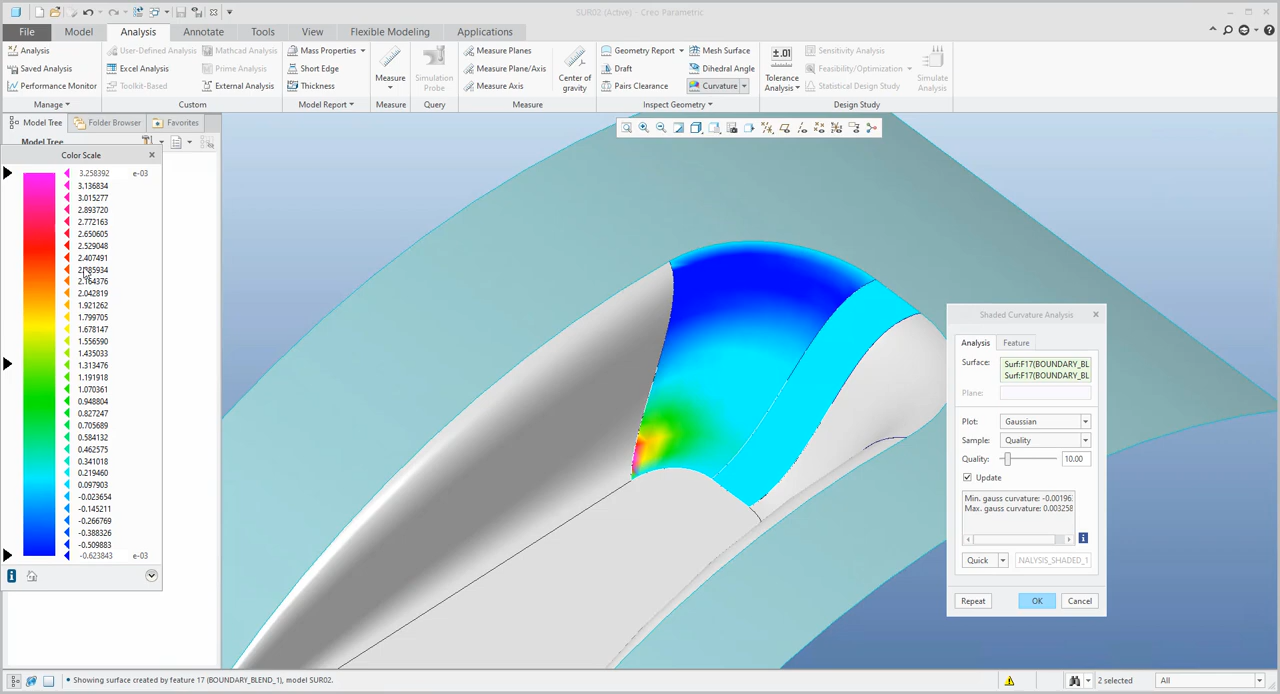 SUR02 (Active) - Creo Parametric
File Model Analysis Annotate Tools View Flexible Modeling Applications
Analysis User-Defined Analysis Mathcad Analysis Mass Properties Measure Planes Geometry Report Mesh Surface Sensitivity Analysis
Saved Analysis Excel Analysis Prime Analysis Short Edge Measure Plane/Axis Draft Dihedral Angle Feasibility/Optimization
Performance Monitor Toolkit-Based External Analysis Thickness Measure Axis Pairs Clearance Curvature Statistical Design Study
Measure
Simulation Probe
Center of gravity
±.01
Tolerance Analysis
Simulate Analysis
Manage Custom Model Report Measure Query Measure Inspect Geometry Design Study
Model Tree Folder Browser Favorites
Model Tree
Color Scale
3.258392 e-03
3.136834
3.015277
2.893720
2.772163
2.650605
2.529048
2.407491
2.164376
2.042819
1.921262
1.799705
1.678147
1.556590
1.435033
1.313476
1.191918
1.070361
0.948804
0.827247
0.705689
0.584132
0.462575
0.341018
0.219460
0.097903
-0.023654
-0.145211
-0.266769
-0.388326
-0.509883
-0.623843 e-03
Shaded Curvature Analysis
Analysis Feature
Surface: Surf:F17(BOUNDARY_BL
Surf:F17(BOUNDARY_BL
Plane:
Plot: Gaussian
Sample: Quality
Quality: 10.00
Update
Min. gauss curvature: -0.00196
Max. gauss curvature: 0.003258
Quick NALYSIS_SHADED_1
Repeat OK Cancel
• Showing surface created by feature 17 (BOUNDARY_BLEND_1), model SUR02.
2 selected All